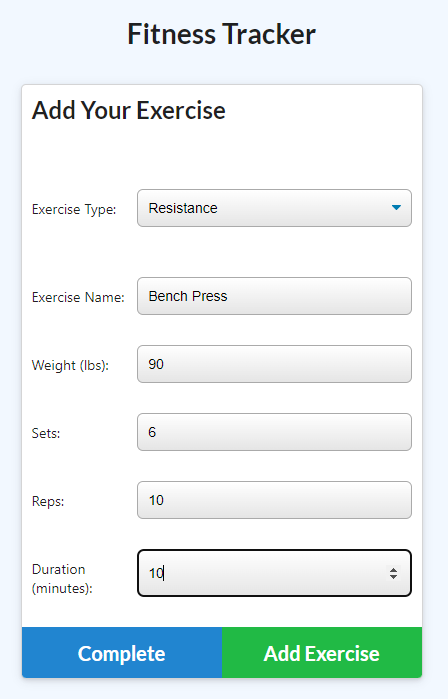 Fitness Tracker
Add Your Exercise
Exercise Type: Resistance
Exercise Name: Bench Press
Weight (lbs): 90
Sets: 6
Reps: 10
Duration
(minutes): 10
Complete Add Exercise